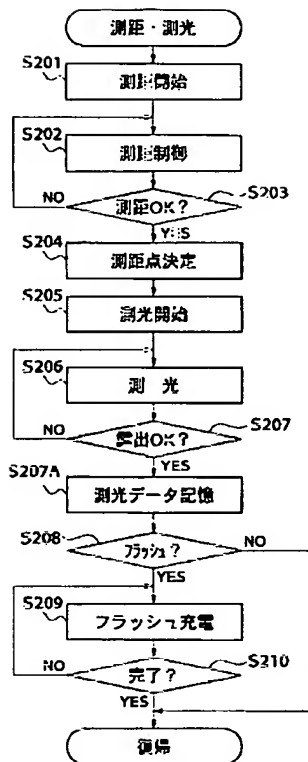 測距・測光
S201
測距開始
S202
測距制御
S203
測距OK?
NO
YES
S204
測距点決定
S205
測光開始
S206
測 光
S207
露出OK?
NO
YES
S207A
測光データ記憶
S208
フラッシュ?
NO
YES
S209
フラッシュ充電
S210
完了?
NO
YES
復帰